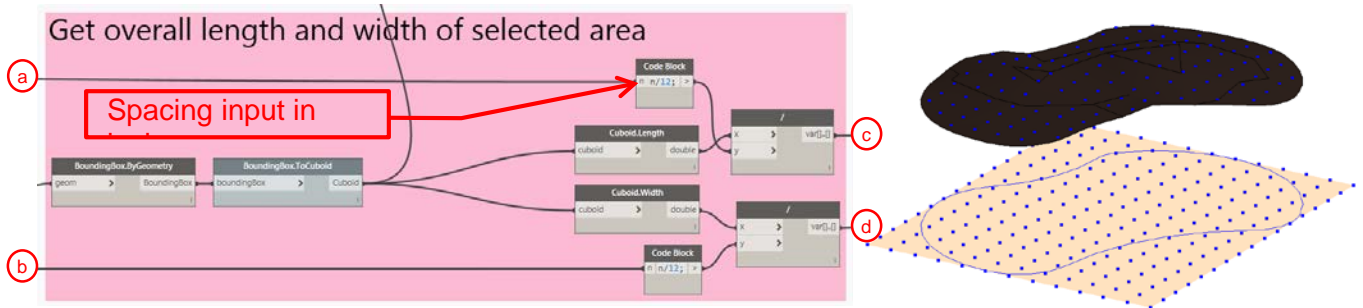 Get overall length and width of selected area
a
Code Block
n n/12; >
Spacing input in
/
x > var[]..[]
y >
c
Cuboid.Length
cuboid > double
BoundingBox.ByGeometry
geom > BoundingBox
BoundingBox.ToCuboid
boundingBox > Cuboid
Cuboid.Width
cuboid > double
/
x > var[]..[]
y >
d
b
Code Block
n n/12; >